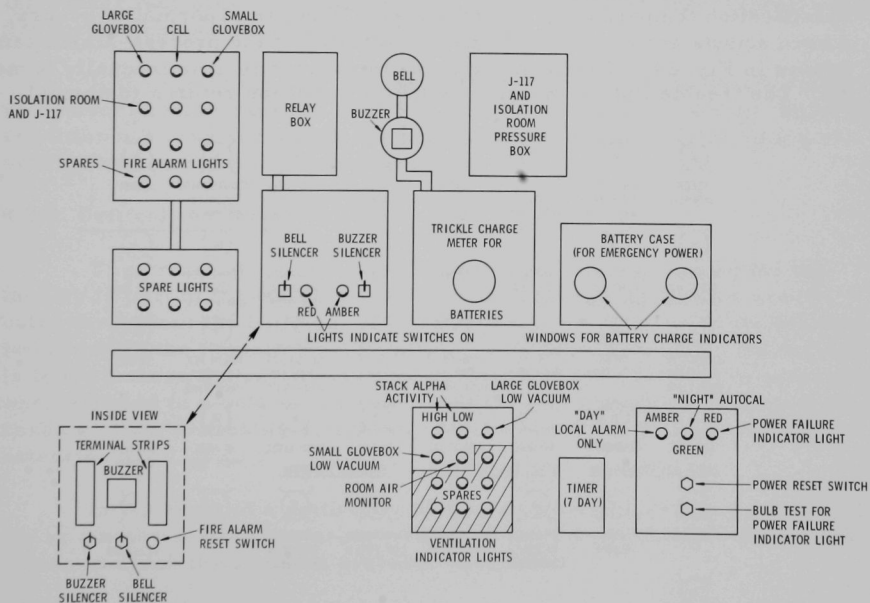 LARGE
GLOVEBOX
CELL
SMALL
GLOVEBOX
ISOLATION ROOM
AND J-117
SPARES
FIRE ALARM LIGHTS
SPARE LIGHTS
RELAY
BOX
BELL
BUZZER
J-117
AND
ISOLATION
ROOM
PRESSURE
BOX
BELL
SILENCER
BUZZER
SILENCER
RED AMBER
LIGHTS INDICATE SWITCHES ON
TRICKLE CHARGE
METER FOR
BATTERIES
BATTERY CASE
(FOR EMERGENCY POWER)
WINDOWS FOR BATTERY CHARGE INDICATORS
INSIDE VIEW
TERMINAL STRIPS
BUZZER
FIRE ALARM
RESET SWITCH
BUZZER
SILENCER
BELL
SILENCER
STACK ALPHA
ACTIVITY
HIGH LOW
LARGE GLOVEBOX
LOW VACUUM
SMALL GLOVEBOX
LOW VACUUM
ROOM AIR
MONITOR
SPARES
VENTILATION
INDICATOR LIGHTS
"DAY"
LOCAL ALARM
ONLY
TIMER
(7 DAY)
"NIGHT" AUTOCAL
AMBER
RED
GREEN
POWER FAILURE
INDICATOR LIGHT
POWER RESET SWITCH
BULB TEST FOR
POWER FAILURE
INDICATOR LIGHT